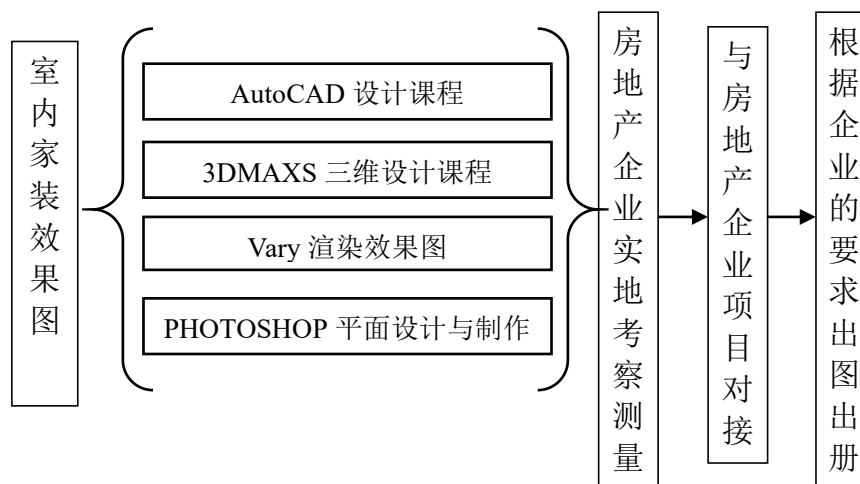 室内家装效果图
AutoCAD 设计课程
3DMAXS 三维设计课程
Vary 渲染效果图
PHOTOSHOP 平面设计与制作
房地产企业实地考察测量
与房地产企业项目对接
根据企业的要求出图出册